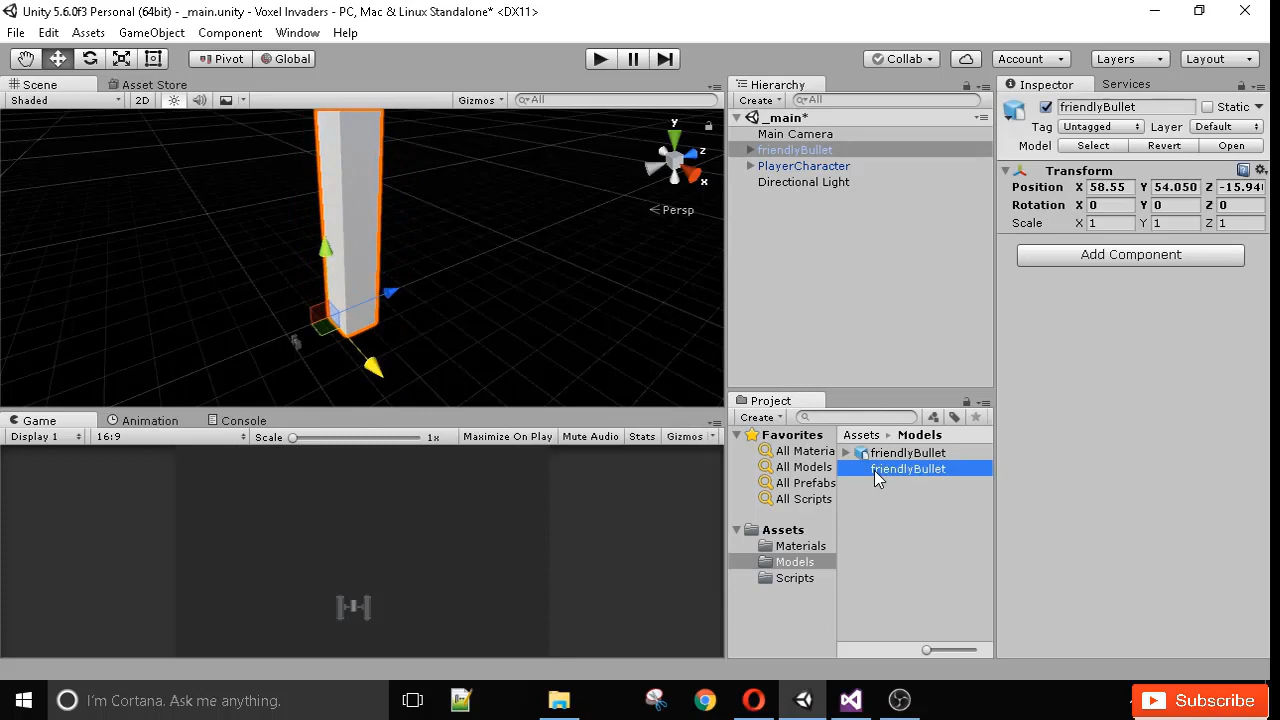 Unity 5.6.0f3 Personal (64bit) - _main.unity - Voxel Invaders - PC, Mac & Linux Standalone* <DX11>
File Edit Assets GameObject Component Window Help
Pivot Global Collab Account Layers Layout
Scene Asset Store
Shaded 2D Gizmos All
y
z
x
Persp
Game Animation Console
Display 1 16:9 Scale 1x Maximize On Play Mute Audio Stats Gizmos
Hierarchy
Create All
_main*
Main Camera
friendlyBullet
PlayerCharacter
Directional Light
Project
Create
Favorites
All Materia
All Models
All Prefabs
All Scripts
Assets
Materials
Models
Scripts
Assets Models
friendlyBullet
friendlyBullet
Inspector Services
friendlyBullet Static
Tag Untagged Layer Default
Model Select Revert Open
Transform
Position X 58.55 Y 54.050 Z -15.94
Rotation X 0 Y 0 Z 0
Scale X 1 Y 1 Z 1
Add Component
I'm Cortana. Ask me anything.
Subscribe